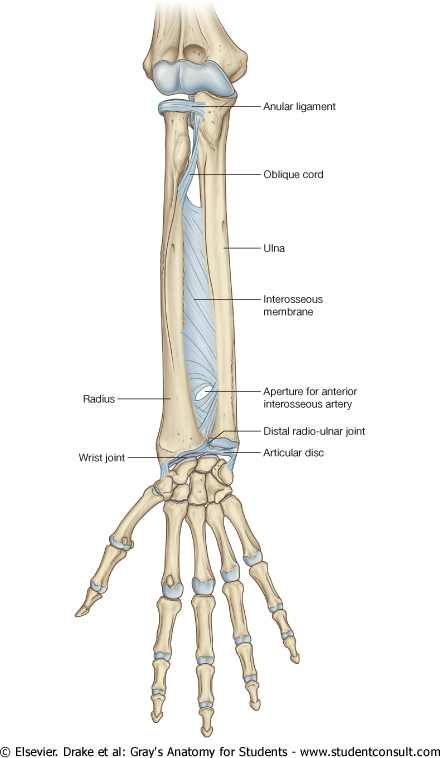 Anular ligament
Oblique cord
Ulna
Interosseous
membrane
Aperture for anterior
interosseous artery
Radius
Distal radio-ulnar joint
Articular disc
Wrist joint
© Elsevier. Drake et al: Gray's Anatomy for Students - www.studentconsult.com